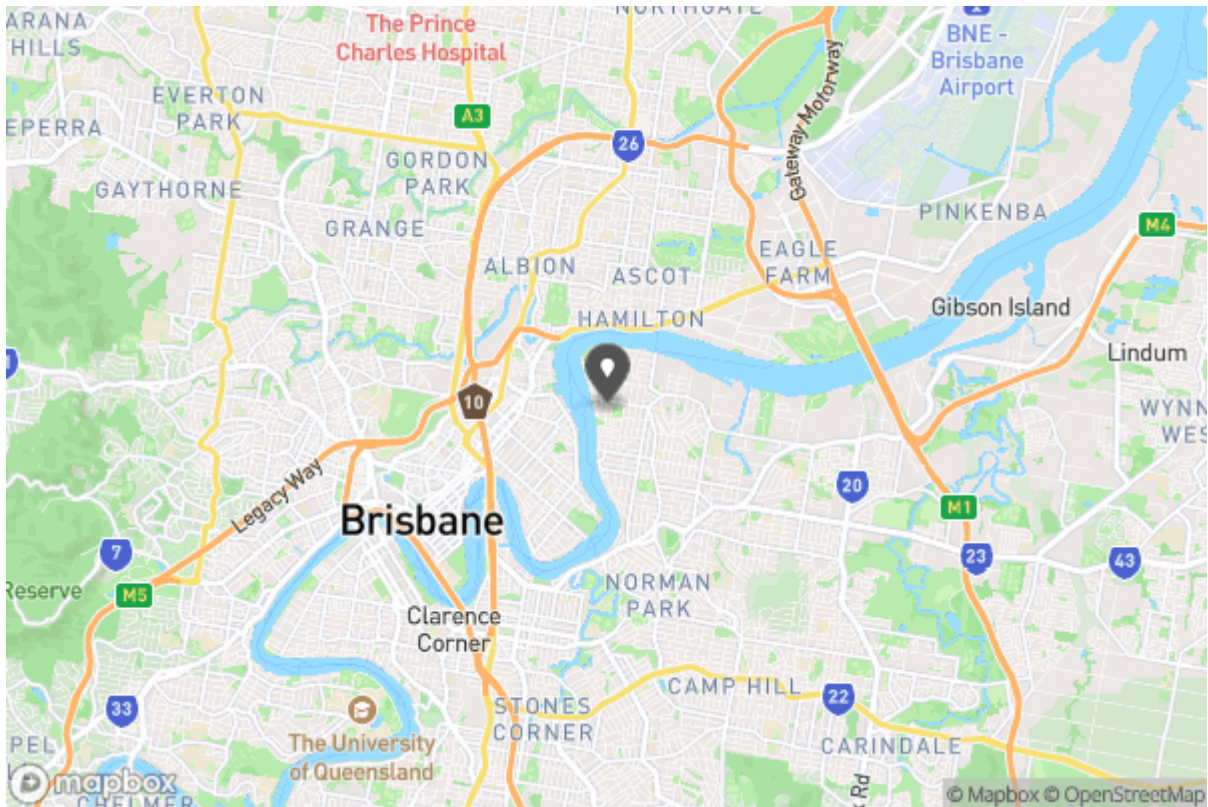 NORTHGATE
ARANA
HILLS
The Prince
Charles Hospital
BNE -
Brisbane
Airport
EVERTON
PARK
A3
EPERRA
26
Gateway Motorway
GORDON
PARK
GAYTHORNE
GRANGE
PINKENBA
M4
ALBION
ASCOT
EAGLE
FARM
HAMILTON
Gibson Island
Lindum
10
WYNN
WES
Legacy Way
20
Brisbane
M1
7
23
43
Reserve
M5
NORMAN
PARK
Clarence
Corner
CAMP HILL
33
STONES
CORNER
22
The University
of Queensland
CARINDALE
PEL
Rd
mapbox
CHELMER
© Mapbox © OpenStreetMap